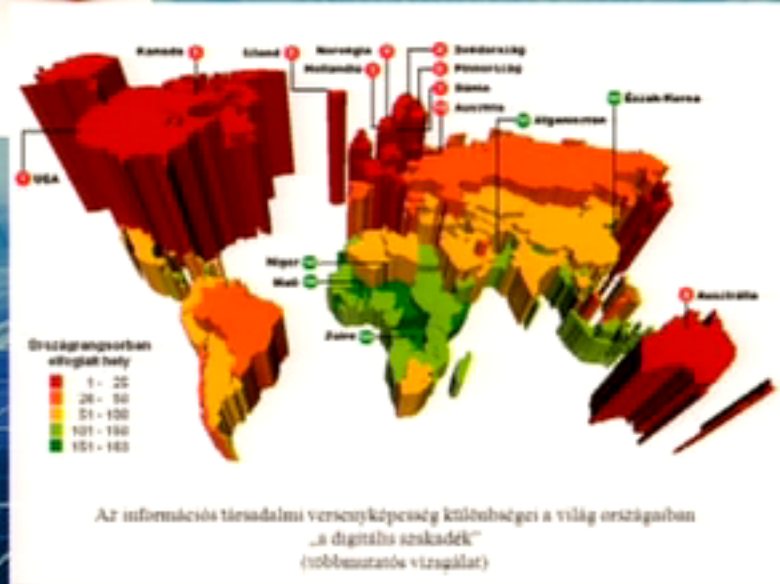 Kanada
Izland
Norvégia
Hollandia
Svédország
Finnország
Dánia
Ausztria
Afganisztán
Észak-Korea
USA
Niger
Mali
Zaire
Ausztrália
Országrangsorban
elfoglalt hely
1 - 25
26 - 50
51 - 100
101 - 150
151 - 163
Az információs társadalmi versenyképesség különbségei a világ országaiban
„a digitális szakadék”
(többmutatós vizsgálat)